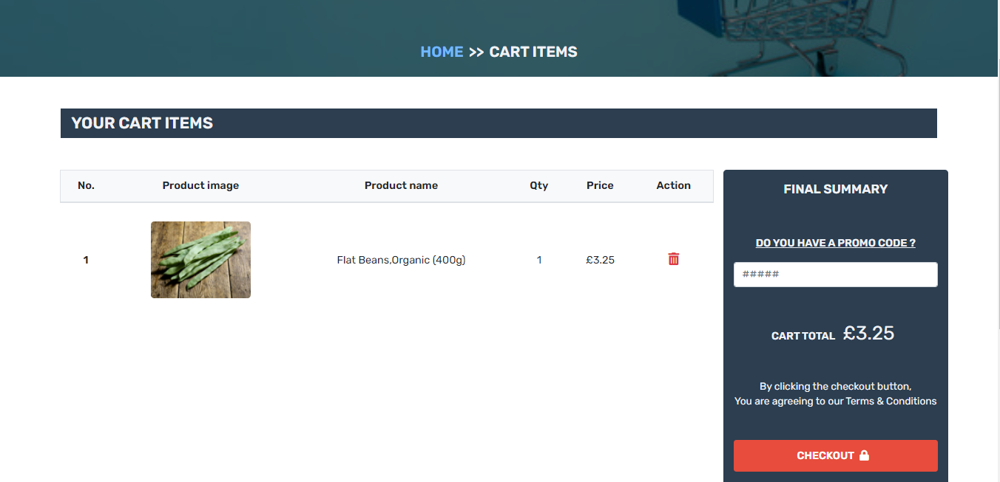 HOME >> CART ITEMS
YOUR CART ITEMS
No. Product image Product name Qty Price Action
1 Flat Beans,Organic (400g) 1 £3.25
FINAL SUMMARY
DO YOU HAVE A PROMO CODE ?
#####
CART TOTAL £3.25
By clicking the checkout button,
You are agreeing to our Terms & Conditions
CHECKOUT